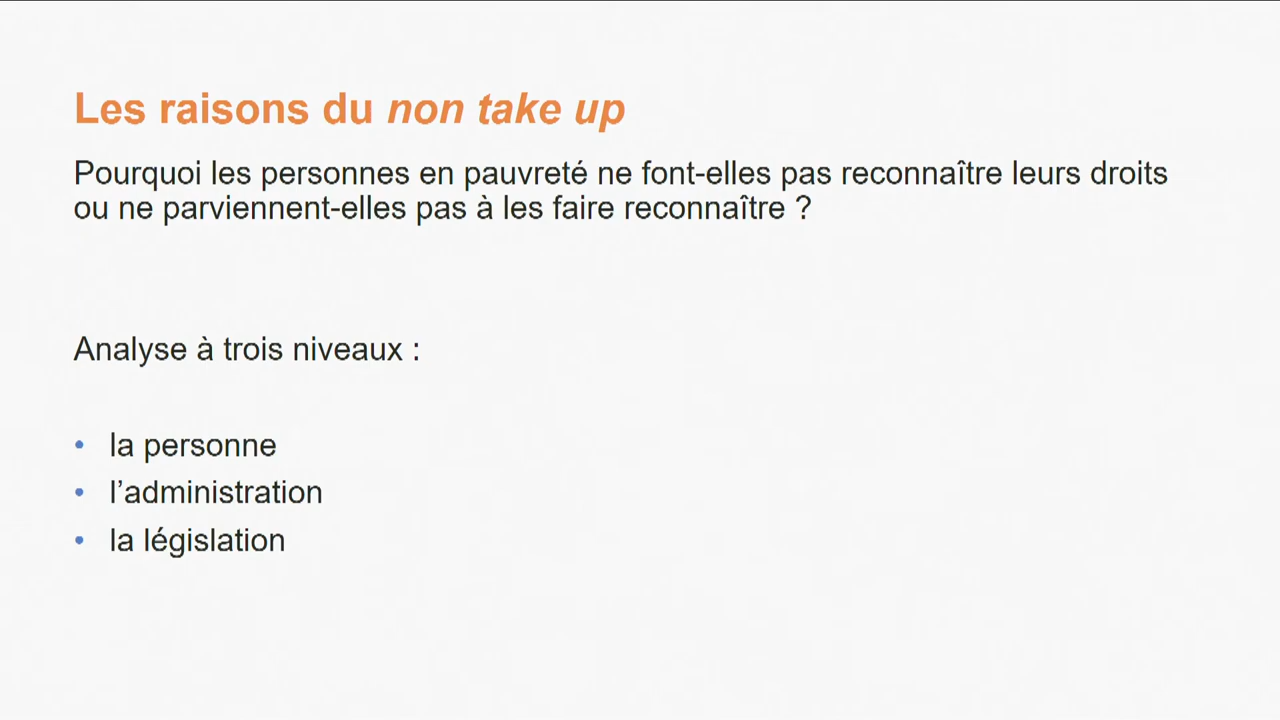 Les raisons du non take up
Pourquoi les personnes en pauvreté ne font-elles pas reconnaître leurs droits
ou ne parviennent-elles pas à les faire reconnaître ?
Analyse à trois niveaux :
• la personne
• l’administration
• la législation